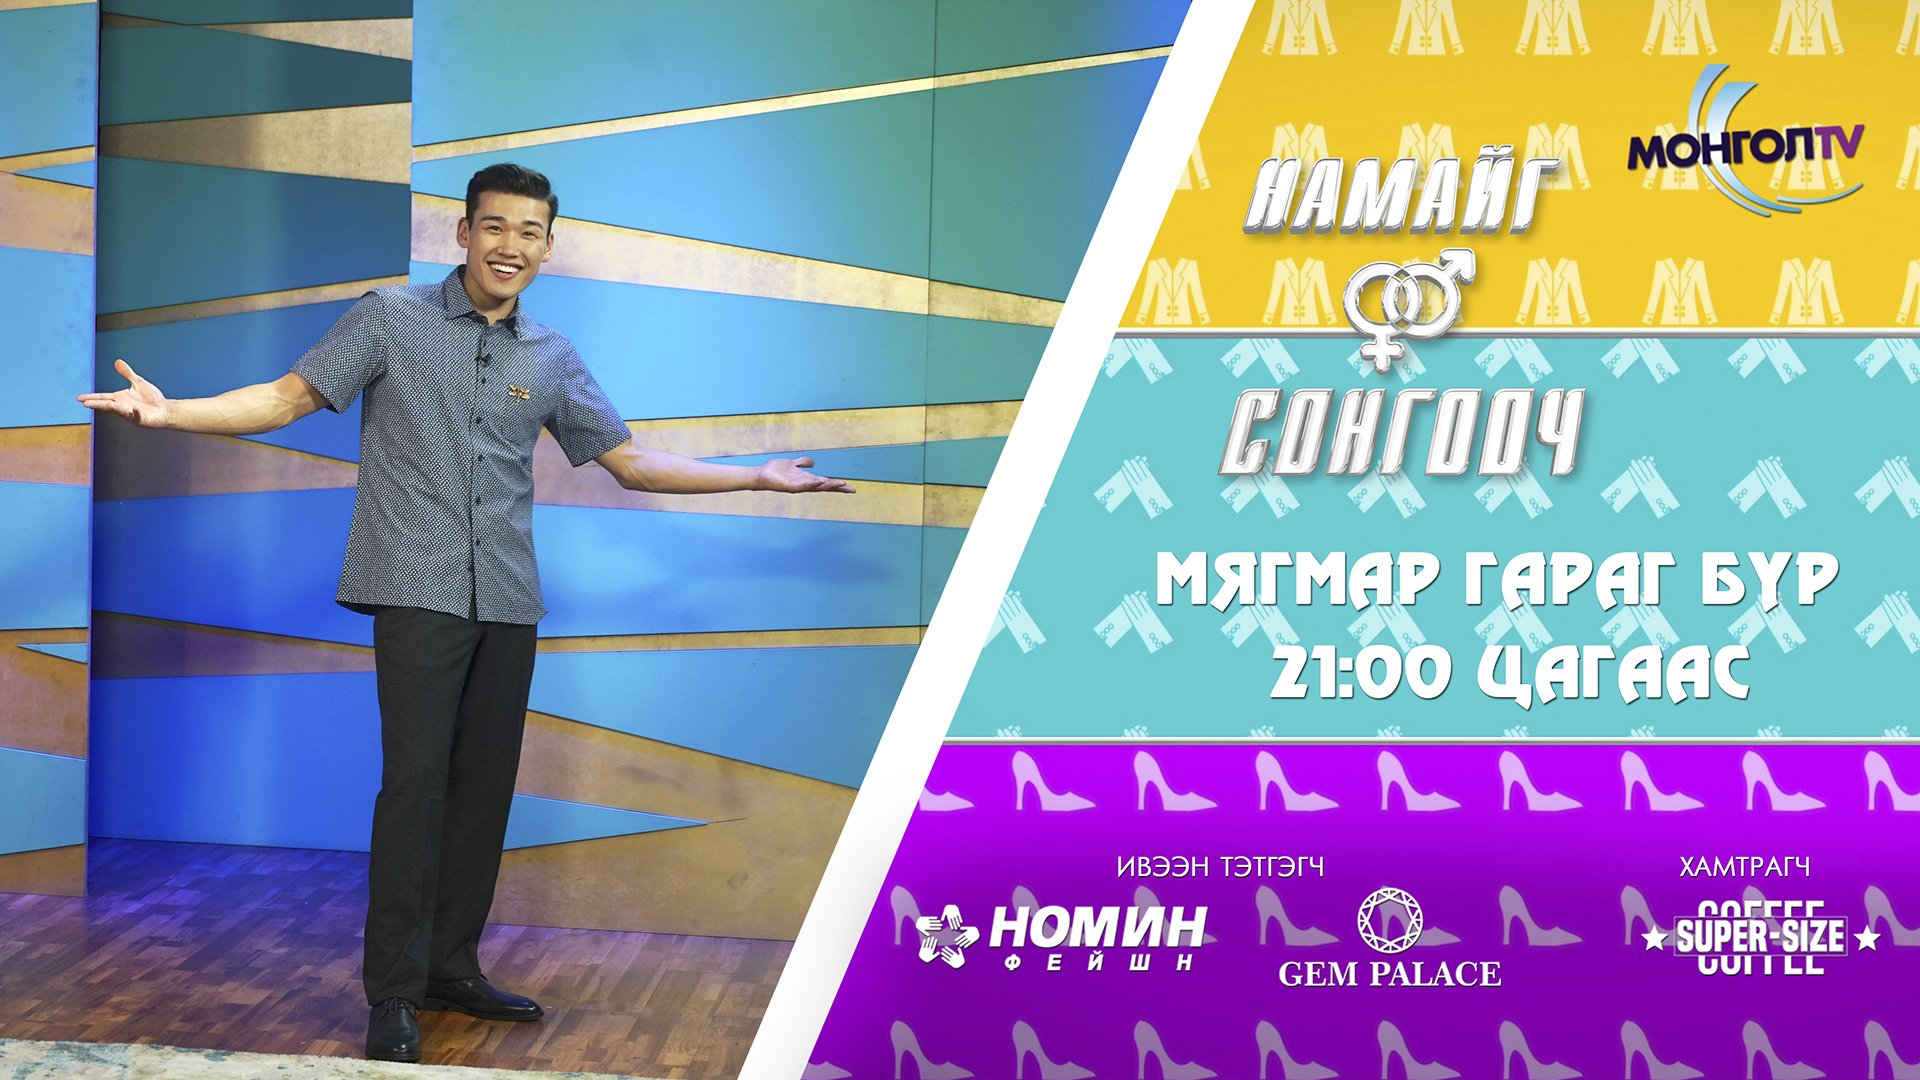 МОНГОЛTV
НАМАЙГ
СОНГООЧ
МЯГМАР ГАРАГ БҮР
21:00 ЦАГААС
ИВЭЭН ТЭТГЭГЧ
НОМИН
ФЕЙШН
GEM PALACE
ХАМТРАГЧ
COFFEE
SUPER-SIZE
COFFEE